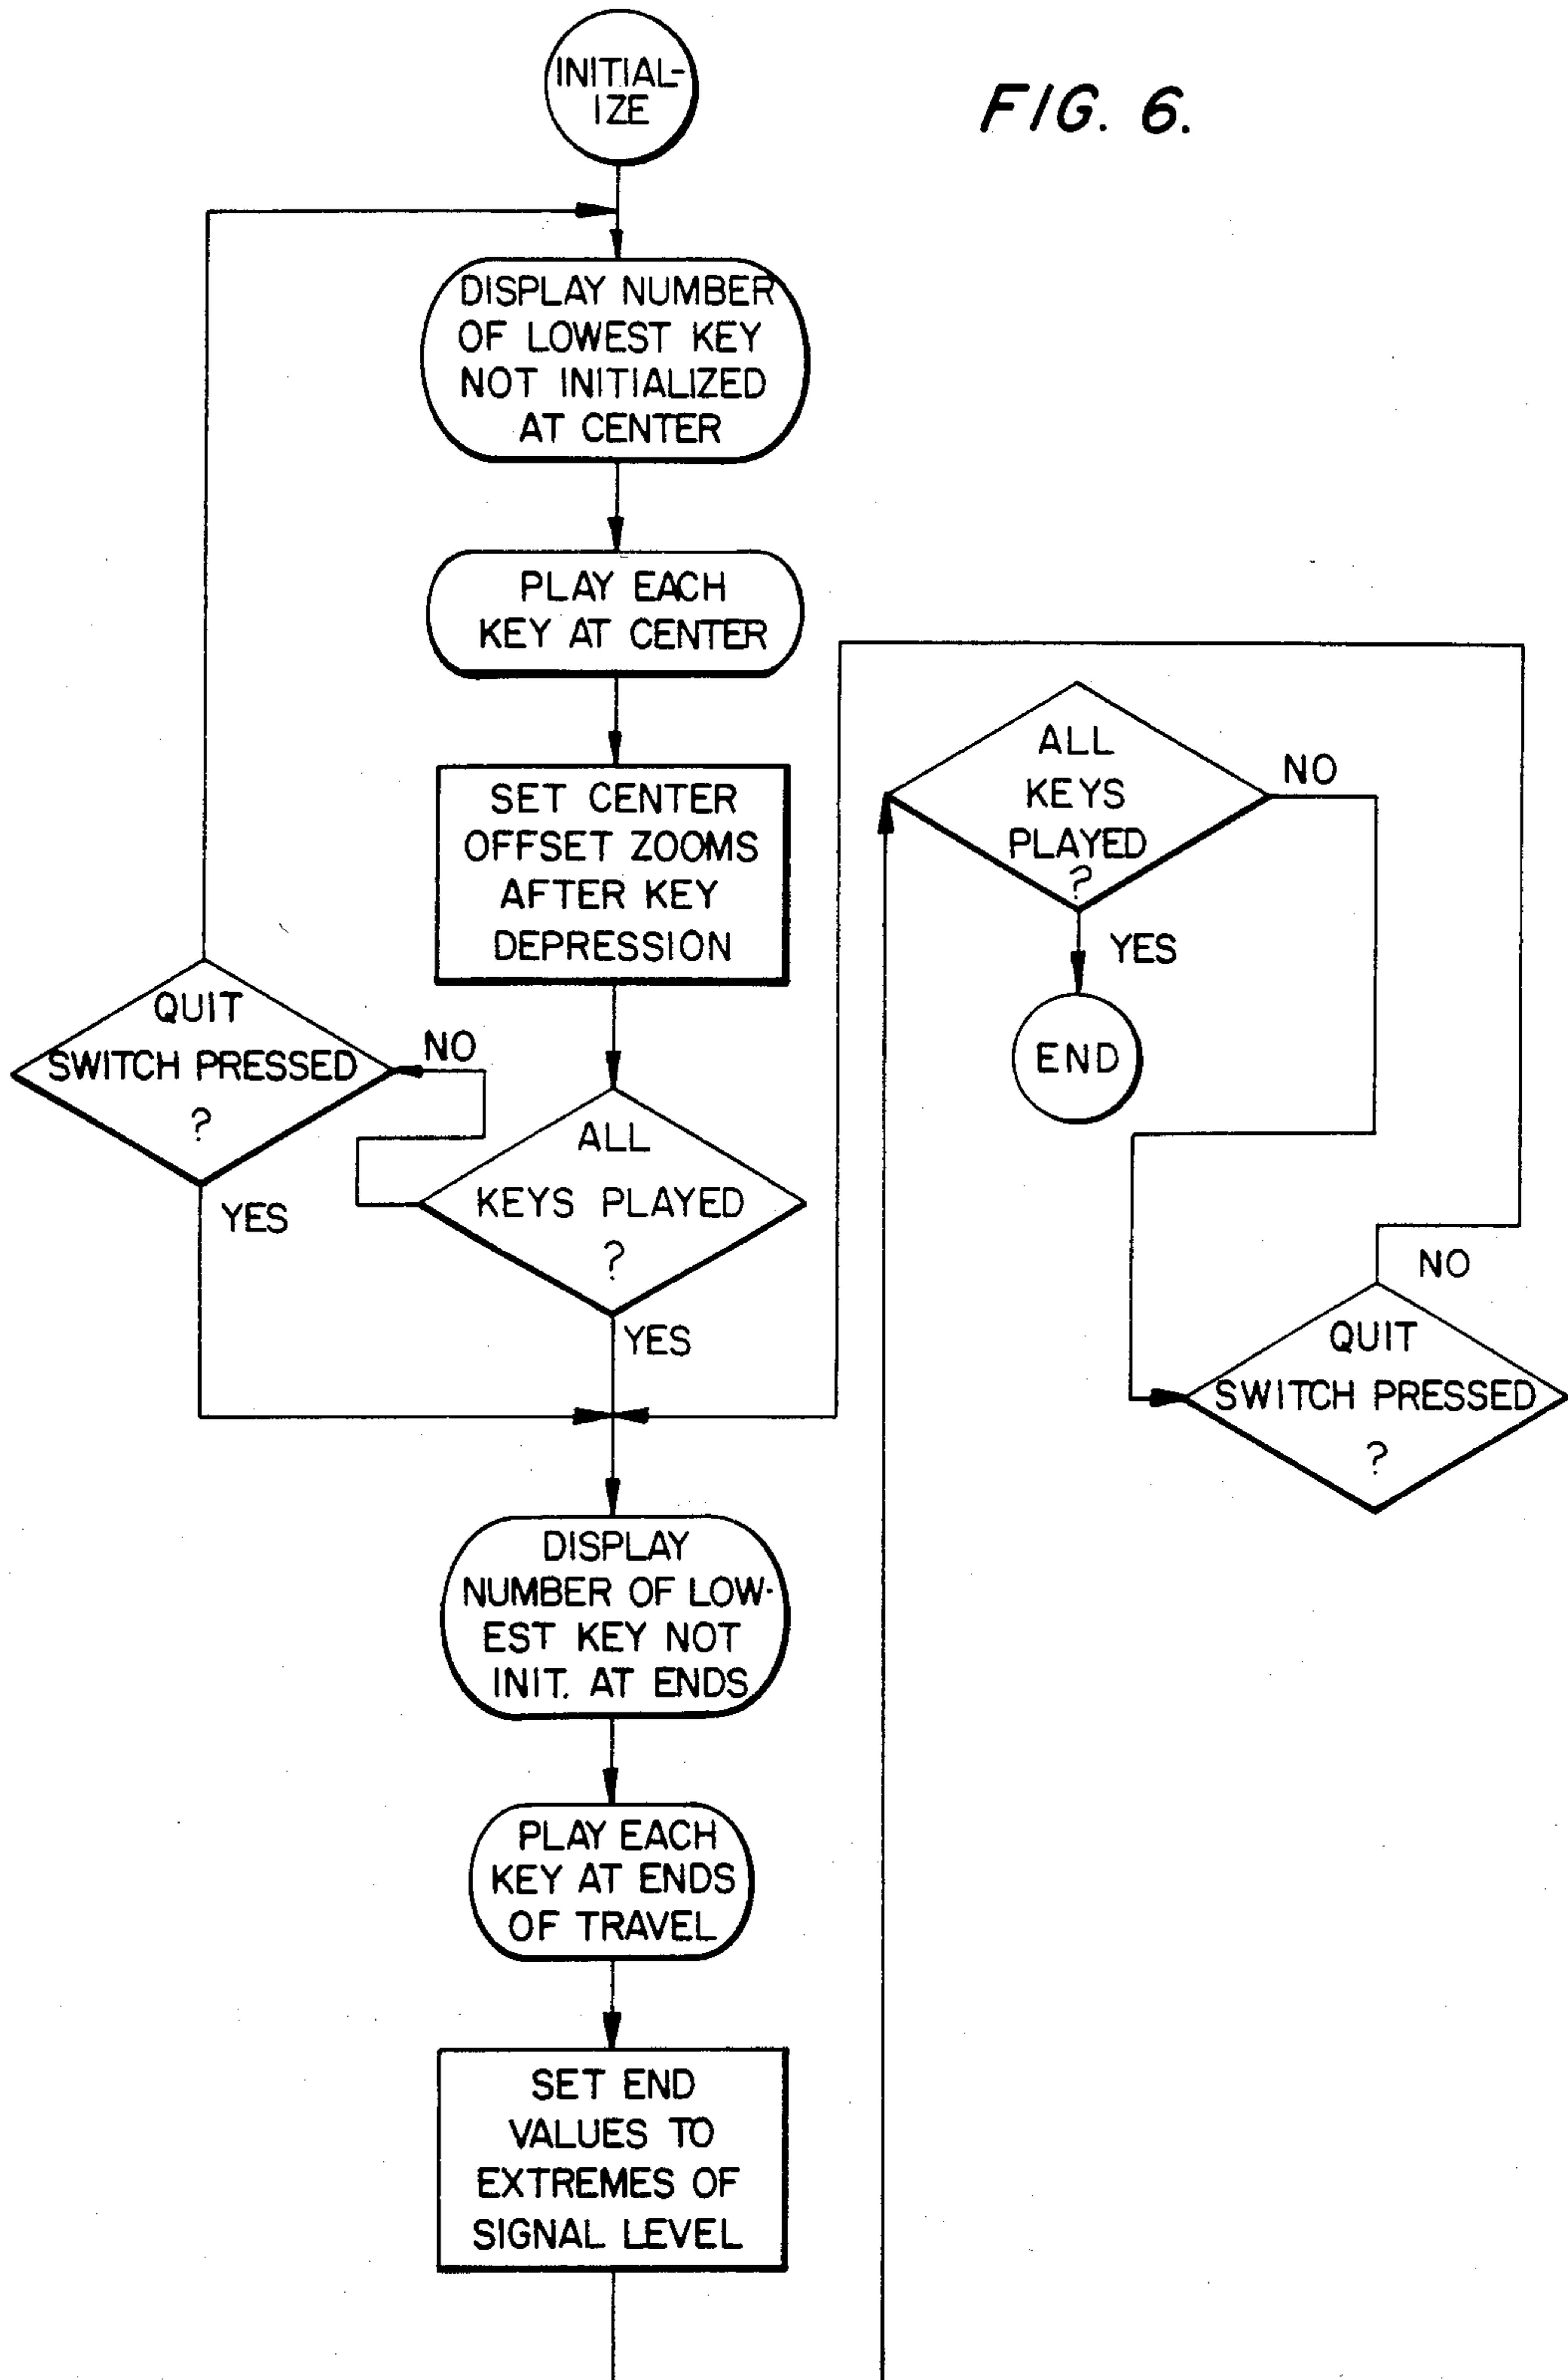 FIG. 6.
INITIAL-
IZE
DISPLAY NUMBER
OF LOWEST KEY
NOT INITIALIZED
AT CENTER
PLAY EACH
KEY AT CENTER
SET CENTER
OFFSET ZOOMS
AFTER KEY
DEPRESSION
QUIT
SWITCH PRESSED
?
NO
YES
ALL
KEYS PLAYED
?
YES
DISPLAY
NUMBER OF LOW-
EST KEY NOT
INIT. AT ENDS
PLAY EACH
KEY AT ENDS
OF TRAVEL
SET END
VALUES TO
EXTREMES OF
SIGNAL LEVEL
ALL
KEYS
PLAYED
?
NO
YES
END
NO
QUIT
SWITCH PRESSED
?